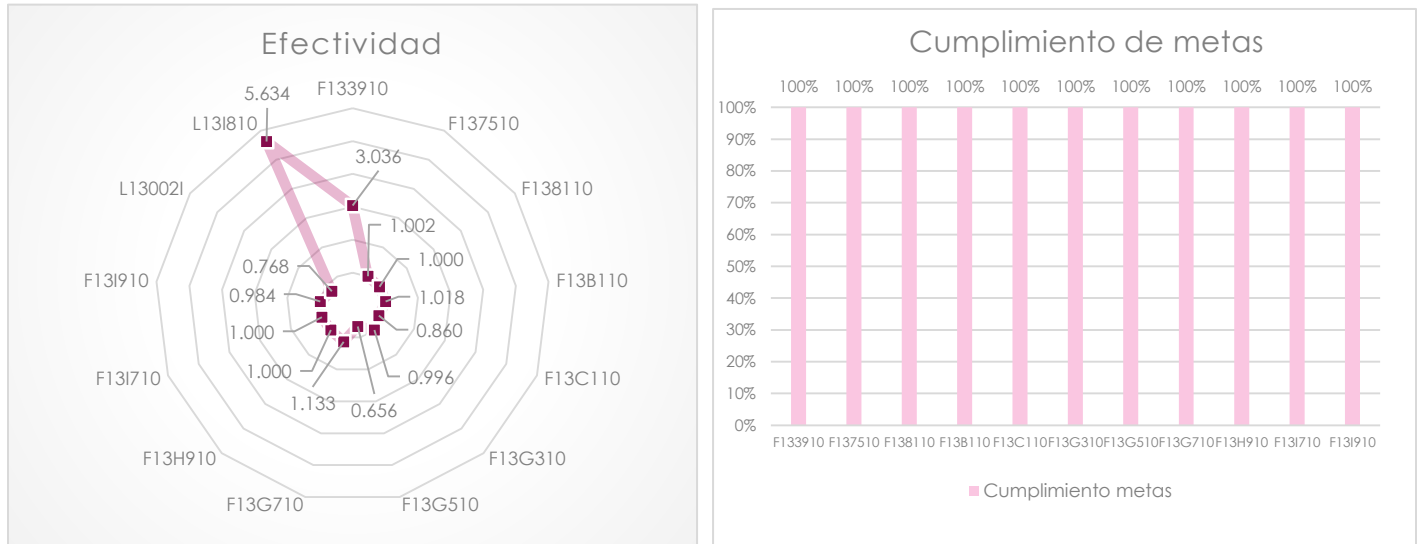 Efectividad
F133910
5.634
L13I810
F137510
3.036
L13002I
F138110
1.002
0.768
1.000
F13I910
0.984
1.018
F13B110
1.000
0.860
F13I710
1.000
0.996
F13C110
1.133
0.656
F13H910
F13G310
F13G710
F13G510
Cumplimiento de metas
100% 100% 100% 100% 100% 100% 100% 100% 100% 100% 100%
100%
90%
80%
70%
60%
50%
40%
30%
20%
10%
0%
F133910 F137510 F138110 F13B110 F13C110 F13G310 F13G510 F13G710 F13H910 F13I710 F13I910
Cumplimiento metas